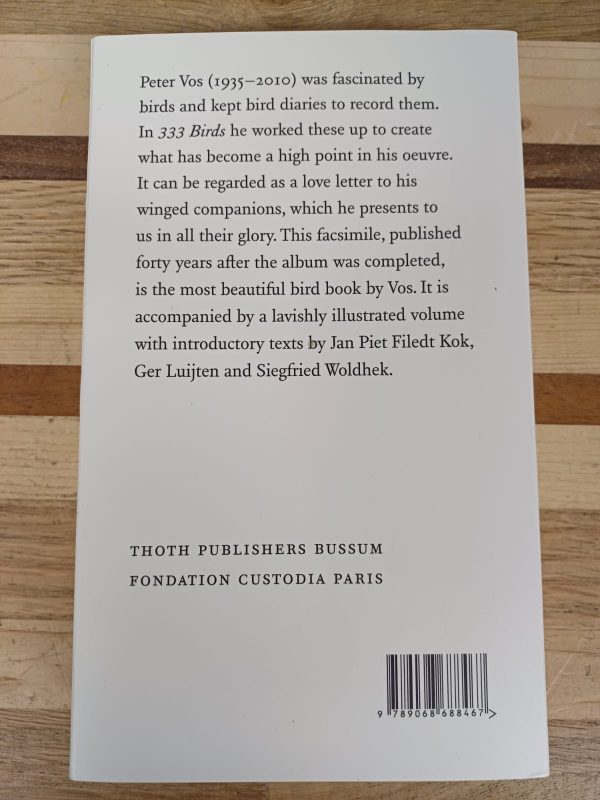 Peter Vos (1935–2010) was fascinated by
birds and kept bird diaries to record them.
In 333 Birds he worked these up to create
what has become a high point in his oeuvre.
It can be regarded as a love letter to his
winged companions, which he presents to
us in all their glory. This facsimile, published
forty years after the album was completed,
is the most beautiful bird book by Vos. It is
accompanied by a lavishly illustrated volume
with introductory texts by Jan Piet Filedt Kok,
Ger Luijten and Siegfried Woldhek.
THOTH PUBLISHERS BUSSUM
FONDATION CUSTODIA PARIS
9 789068 688467 >